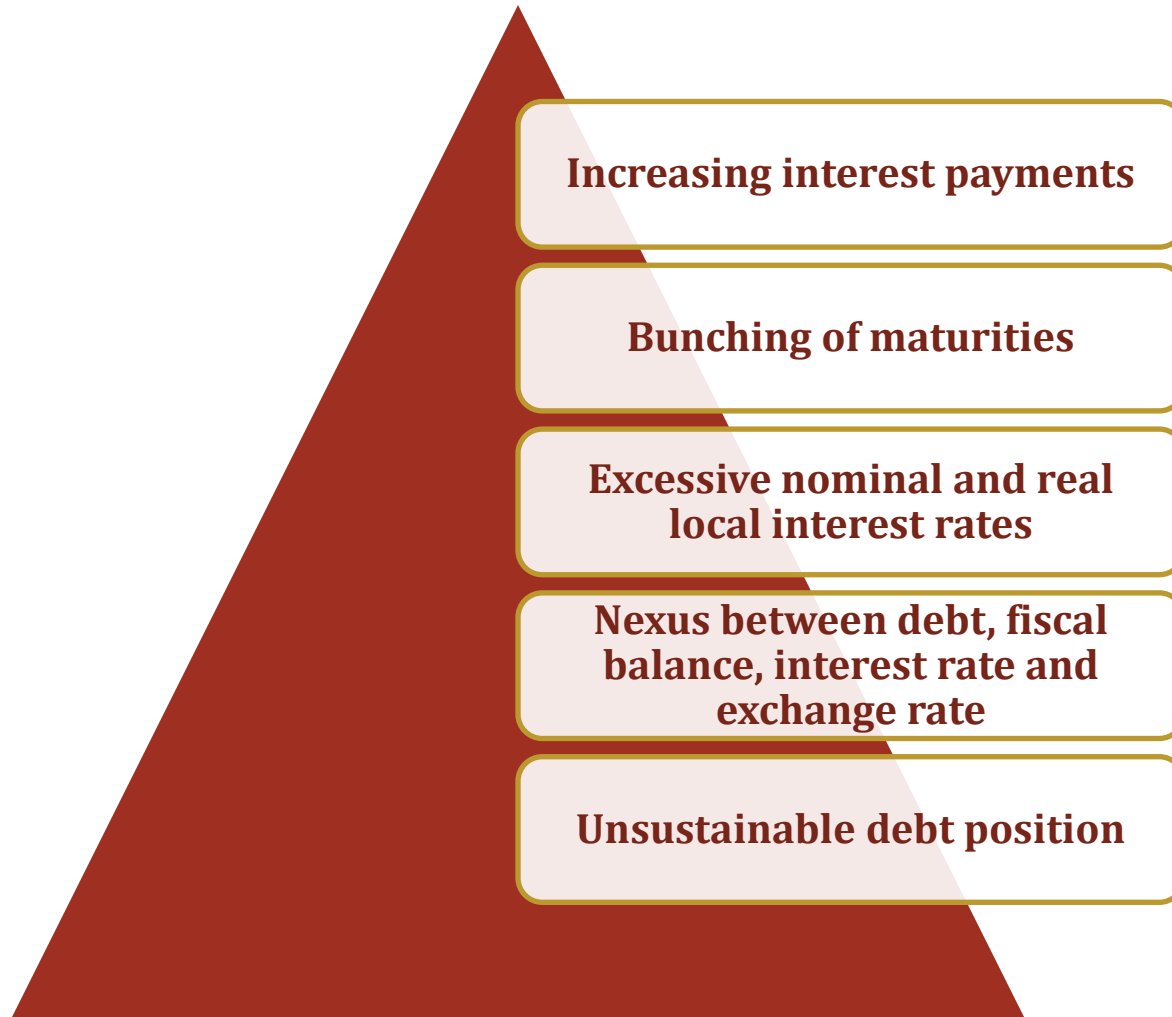 Increasing interest payments
Bunching of maturities
Excessive nominal and real
local interest rates
Nexus between debt, fiscal
balance, interest rate and
exchange rate
Unsustainable debt position